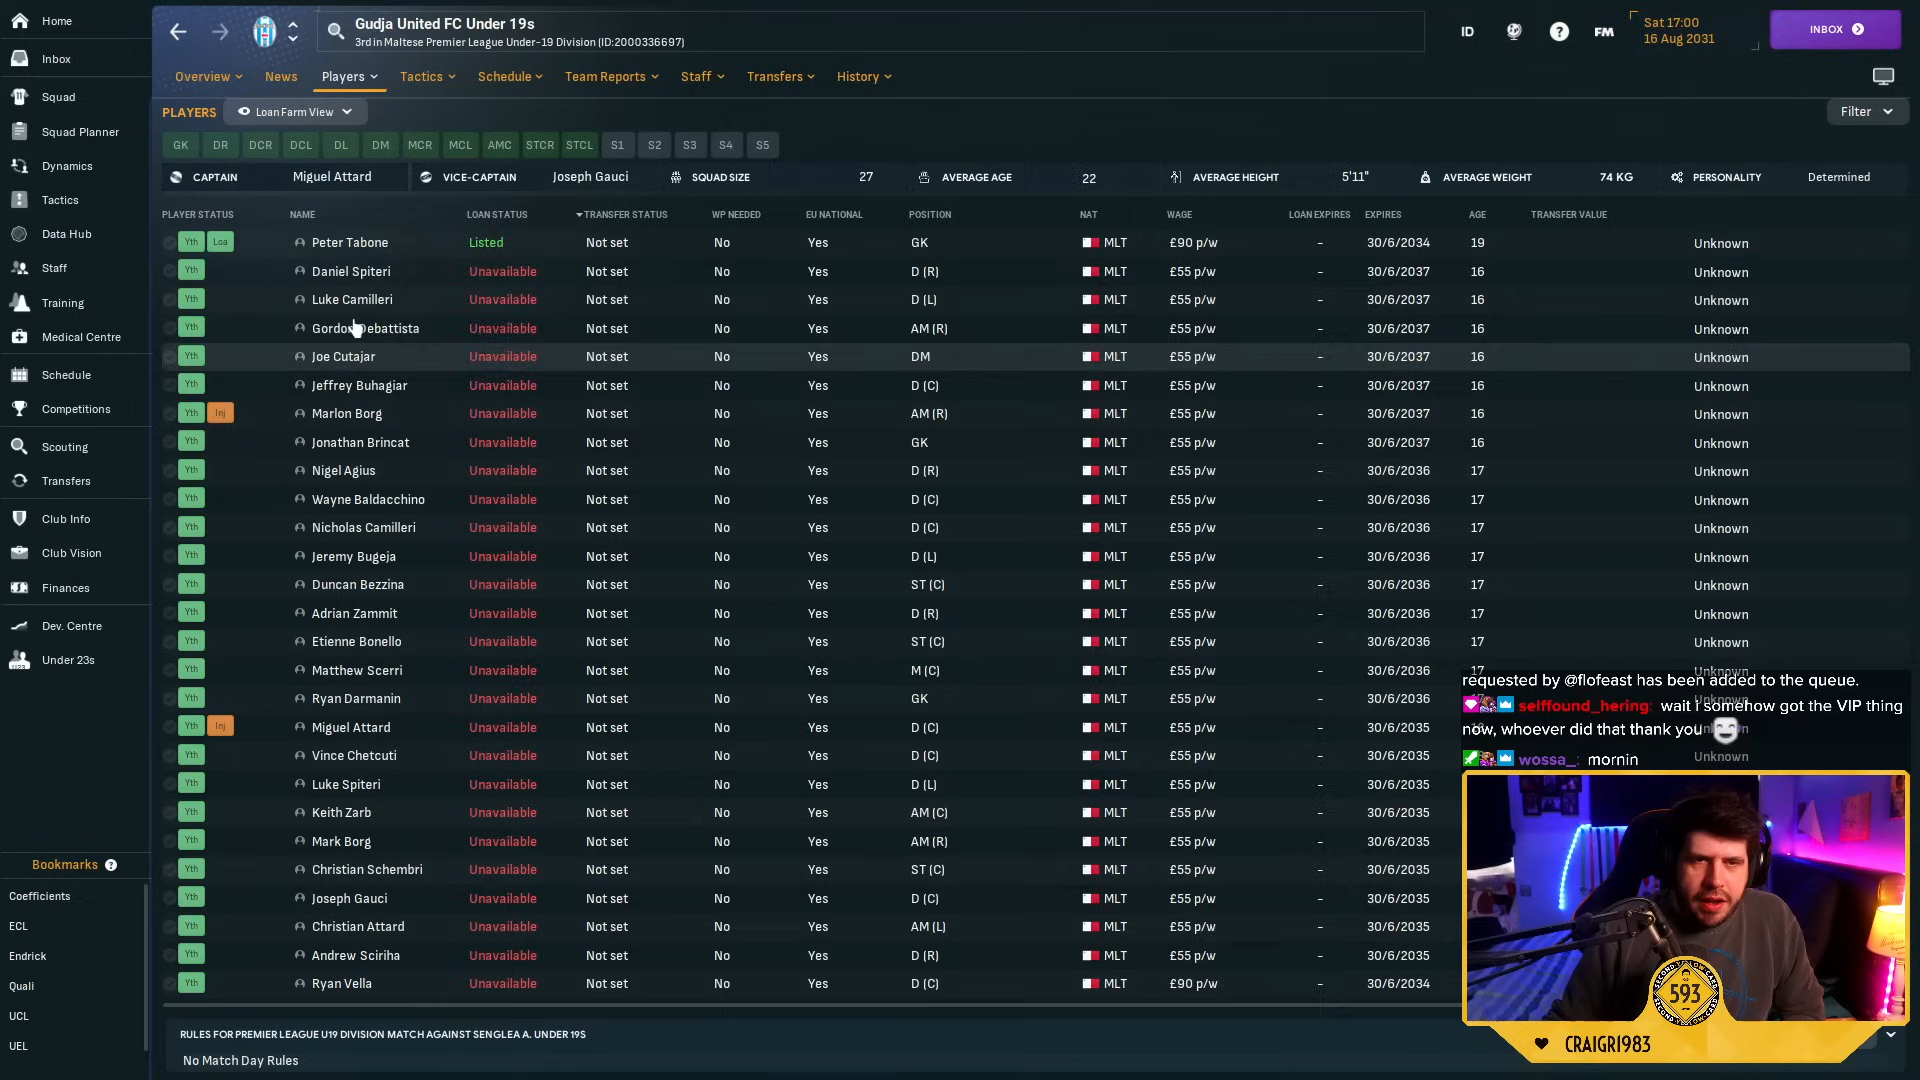 Home
Gudja United FC Under 19s
3rd in Maltese Premier League Under-19 Division (ID:2000336697)
ID
FM
Sat 17:00
16 Aug 2031
INBOX
Inbox
Squad
Squad Planner
Dynamics
Tactics
Data Hub
Staff
Training
Medical Centre
Schedule
Competitions
Scouting
Transfers
Club Info
Club Vision
Finances
Dev. Centre
Under 23s
Bookmarks ?
Coefficients
ECL
Endrick
Quali
UCL
UEL
Overview News Players Tactics Schedule Team Reports Staff Transfers History
PLAYERS Loan Farm View Filter
GK DR DCR DCL DL DM MCR MCL AMC STCR STCL S1 S2 S3 S4 S5
CAPTAIN Miguel Attard VICE-CAPTAIN Joseph Gauci SQUAD SIZE 27 AVERAGE AGE 22 AVERAGE HEIGHT 5'11" AVERAGE WEIGHT 74 KG PERSONALITY Determined
PLAYER STATUS NAME LOAN STATUS TRANSFER STATUS WP NEEDED EU NATIONAL POSITION NAT WAGE LOAN EXPIRES EXPIRES AGE TRANSFER VALUE
Yth Loa Peter Tabone Listed Not set No Yes GK MLT £90 p/w - 30/6/2034 19 Unknown
Yth Daniel Spiteri Unavailable Not set No Yes D (R) MLT £55 p/w - 30/6/2037 16 Unknown
Yth Luke Camilleri Unavailable Not set No Yes D (L) MLT £55 p/w - 30/6/2037 16 Unknown
Yth Gordon Debattista Unavailable Not set No Yes AM (R) MLT £55 p/w - 30/6/2037 16 Unknown
Yth Joe Cutajar Unavailable Not set No Yes DM MLT £55 p/w - 30/6/2037 16 Unknown
Yth Jeffrey Buhagiar Unavailable Not set No Yes D (C) MLT £55 p/w - 30/6/2037 16 Unknown
Yth Inj Marlon Borg Unavailable Not set No Yes AM (R) MLT £55 p/w - 30/6/2037 16 Unknown
Yth Jonathan Brincat Unavailable Not set No Yes GK MLT £55 p/w - 30/6/2037 16 Unknown
Yth Nigel Agius Unavailable Not set No Yes D (R) MLT £55 p/w - 30/6/2036 17 Unknown
Yth Wayne Baldacchino Unavailable Not set No Yes D (C) MLT £55 p/w - 30/6/2036 17 Unknown
Yth Nicholas Camilleri Unavailable Not set No Yes D (C) MLT £55 p/w - 30/6/2036 17 Unknown
Yth Jeremy Bugeja Unavailable Not set No Yes D (L) MLT £55 p/w - 30/6/2036 17 Unknown
Yth Duncan Bezzina Unavailable Not set No Yes ST (C) MLT £55 p/w - 30/6/2036 17 Unknown
Yth Adrian Zammit Unavailable Not set No Yes D (R) MLT £55 p/w - 30/6/2036 17 Unknown
Yth Etienne Bonello Unavailable Not set No Yes ST (C) MLT £55 p/w - 30/6/2036 17 Unknown
Yth Matthew Scerri Unavailable Not set No Yes M (C) MLT £55 p/w - 30/6/2036 17 Unknown
Yth Ryan Darmanin Unavailable Not set No Yes GK MLT £55 p/w - 30/6/2036
Yth Inj Miguel Attard Unavailable Not set No Yes D (C) MLT £55 p/w - 30/6/2035
Yth Vince Chetcuti Unavailable Not set No Yes D (C) MLT £55 p/w - 30/6/2035 Unknown
Yth Luke Spiteri Unavailable Not set No Yes D (L) MLT £55 p/w - 30/6/2035
Yth Keith Zarb Unavailable Not set No Yes AM (C) MLT £55 p/w - 30/6/2035
Yth Mark Borg Unavailable Not set No Yes AM (R) MLT £55 p/w - 30/6/2035
Yth Christian Schembri Unavailable Not set No Yes ST (C) MLT £55 p/w - 30/6/2035
Yth Joseph Gauci Unavailable Not set No Yes D (C) MLT £55 p/w - 30/6/2035
Yth Christian Attard Unavailable Not set No Yes AM (L) MLT £55 p/w - 30/6/2035
Yth Andrew Sciriha Unavailable Not set No Yes D (R) MLT £55 p/w - 30/6/2035
Yth Ryan Vella Unavailable Not set No Yes D (C) MLT £90 p/w - 30/6/2034
RULES FOR PREMIER LEAGUE U19 DIVISION MATCH AGAINST SENGLEA A. UNDER 19S
No Match Day Rules
requested by @flofeast has been added to the queue.
selffound_hering: wait i somehow got the VIP thing
now, whoever did that thank you
wossa_: mornin
593
CRAIGR1983